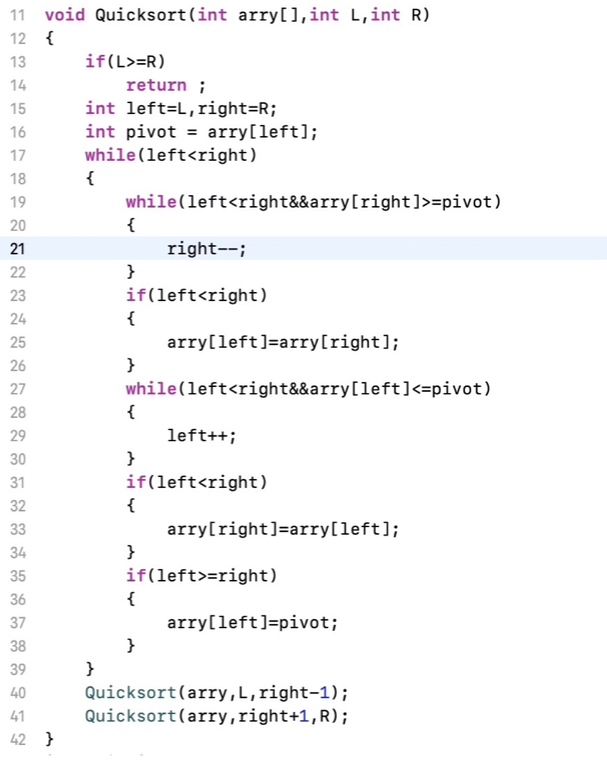 11 void Quicksort(int arry[],int L,int R)
12 {
13     if(L>=R)
14         return ;
15     int left=L,right=R;
16     int pivot = arry[left];
17     while(left<right)
18     {
19         while(left<right&&arry[right]>=pivot)
20         {
21             right--;
22         }
23         if(left<right)
24         {
25             arry[left]=arry[right];
26         }
27         while(left<right&&arry[left]<=pivot)
28         {
29             left++;
30         }
31         if(left<right)
32         {
33             arry[right]=arry[left];
34         }
35         if(left>=right)
36         {
37             arry[left]=pivot;
38         }
39     }
40     Quicksort(arry,L,right-1);
41     Quicksort(arry,right+1,R);
42 }